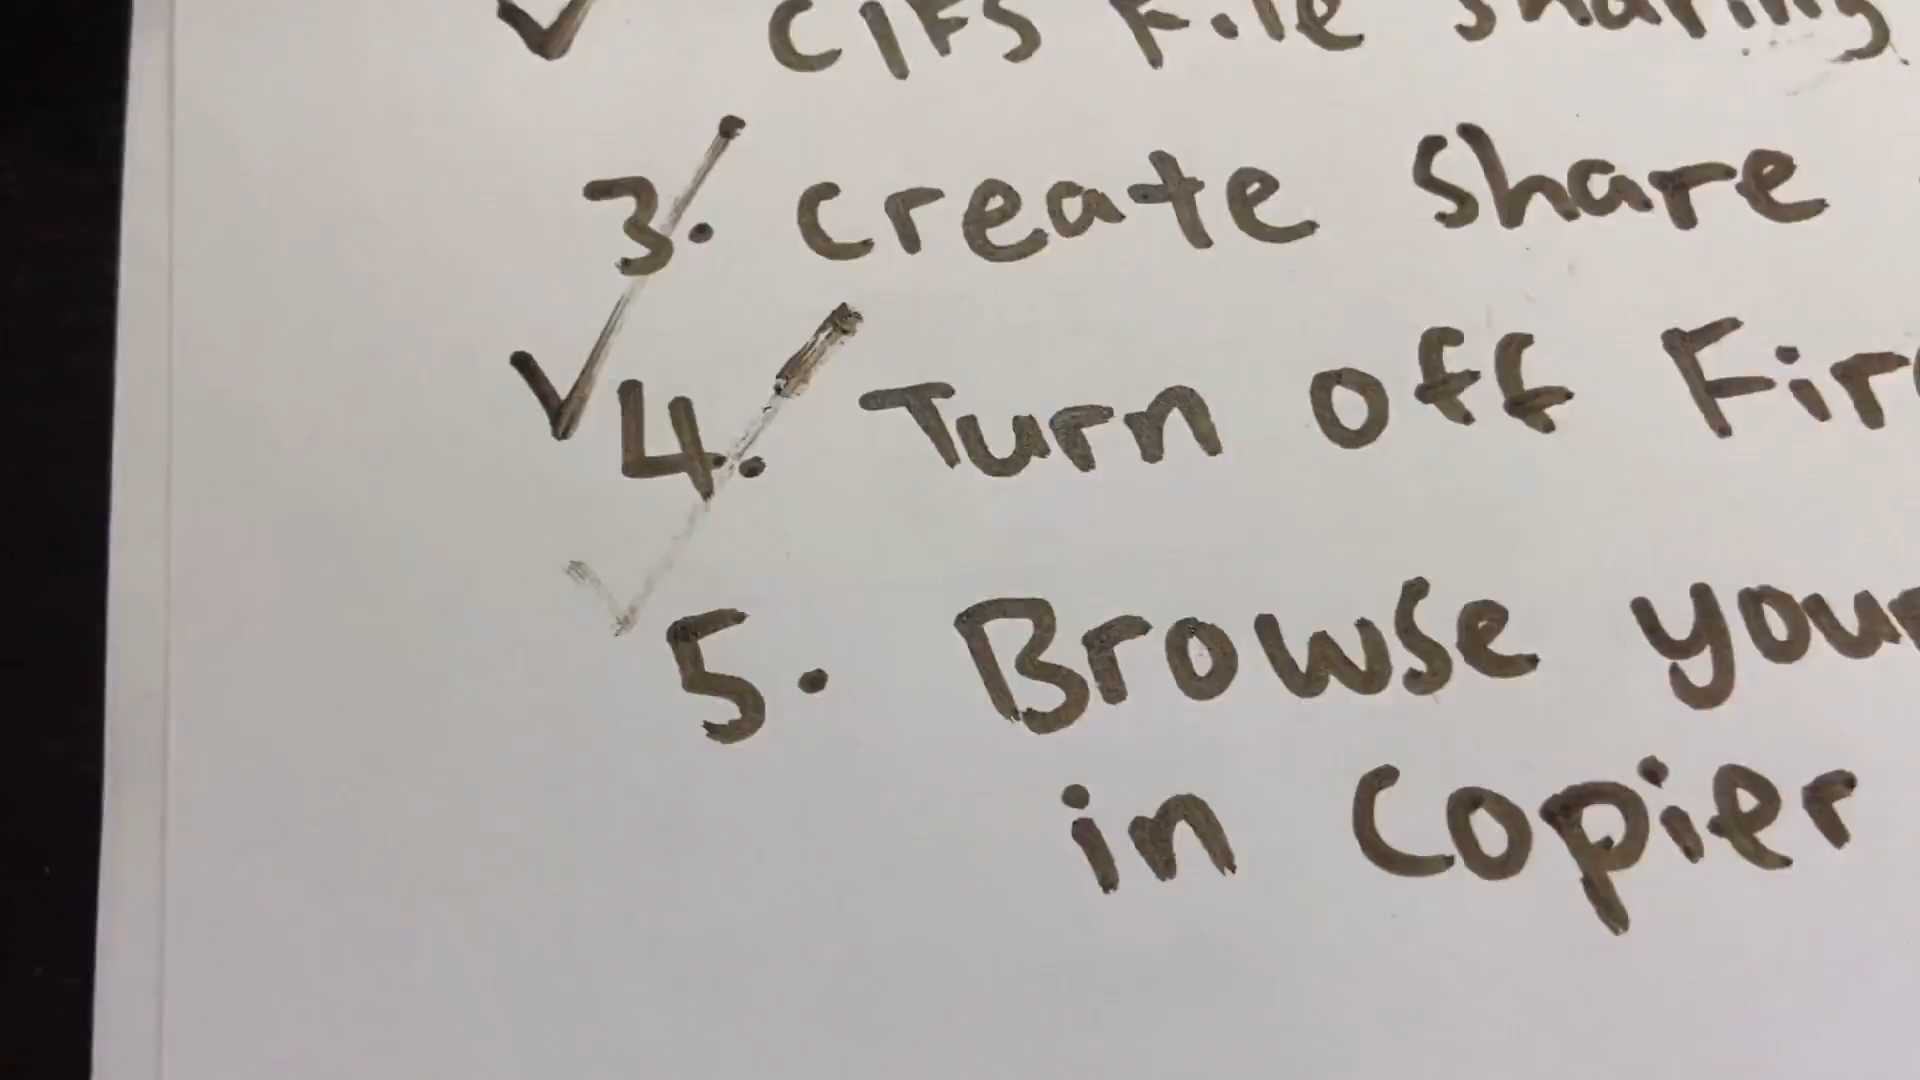 CIFS File sharing
3. Create Share
4. Turn off
5. Browse
in Copier